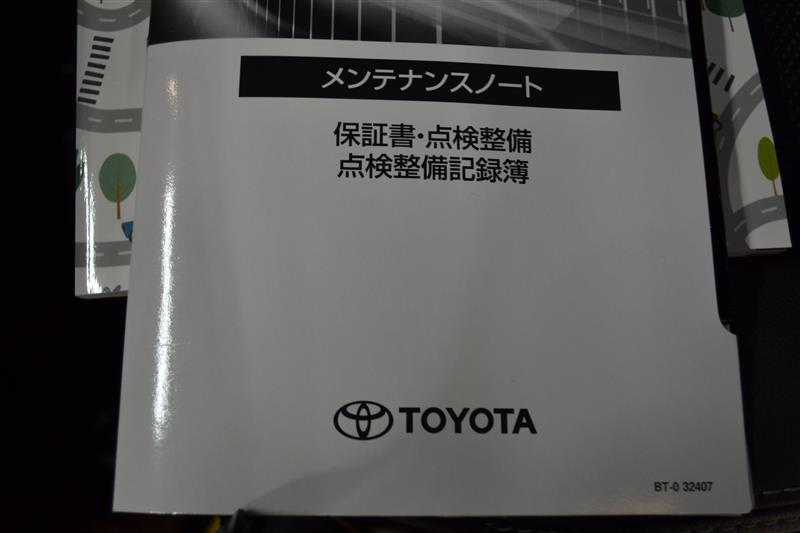 メンテナンスノート
保証書・点検整備
点検整備記録簿
TOYOTA
BT-0 32407